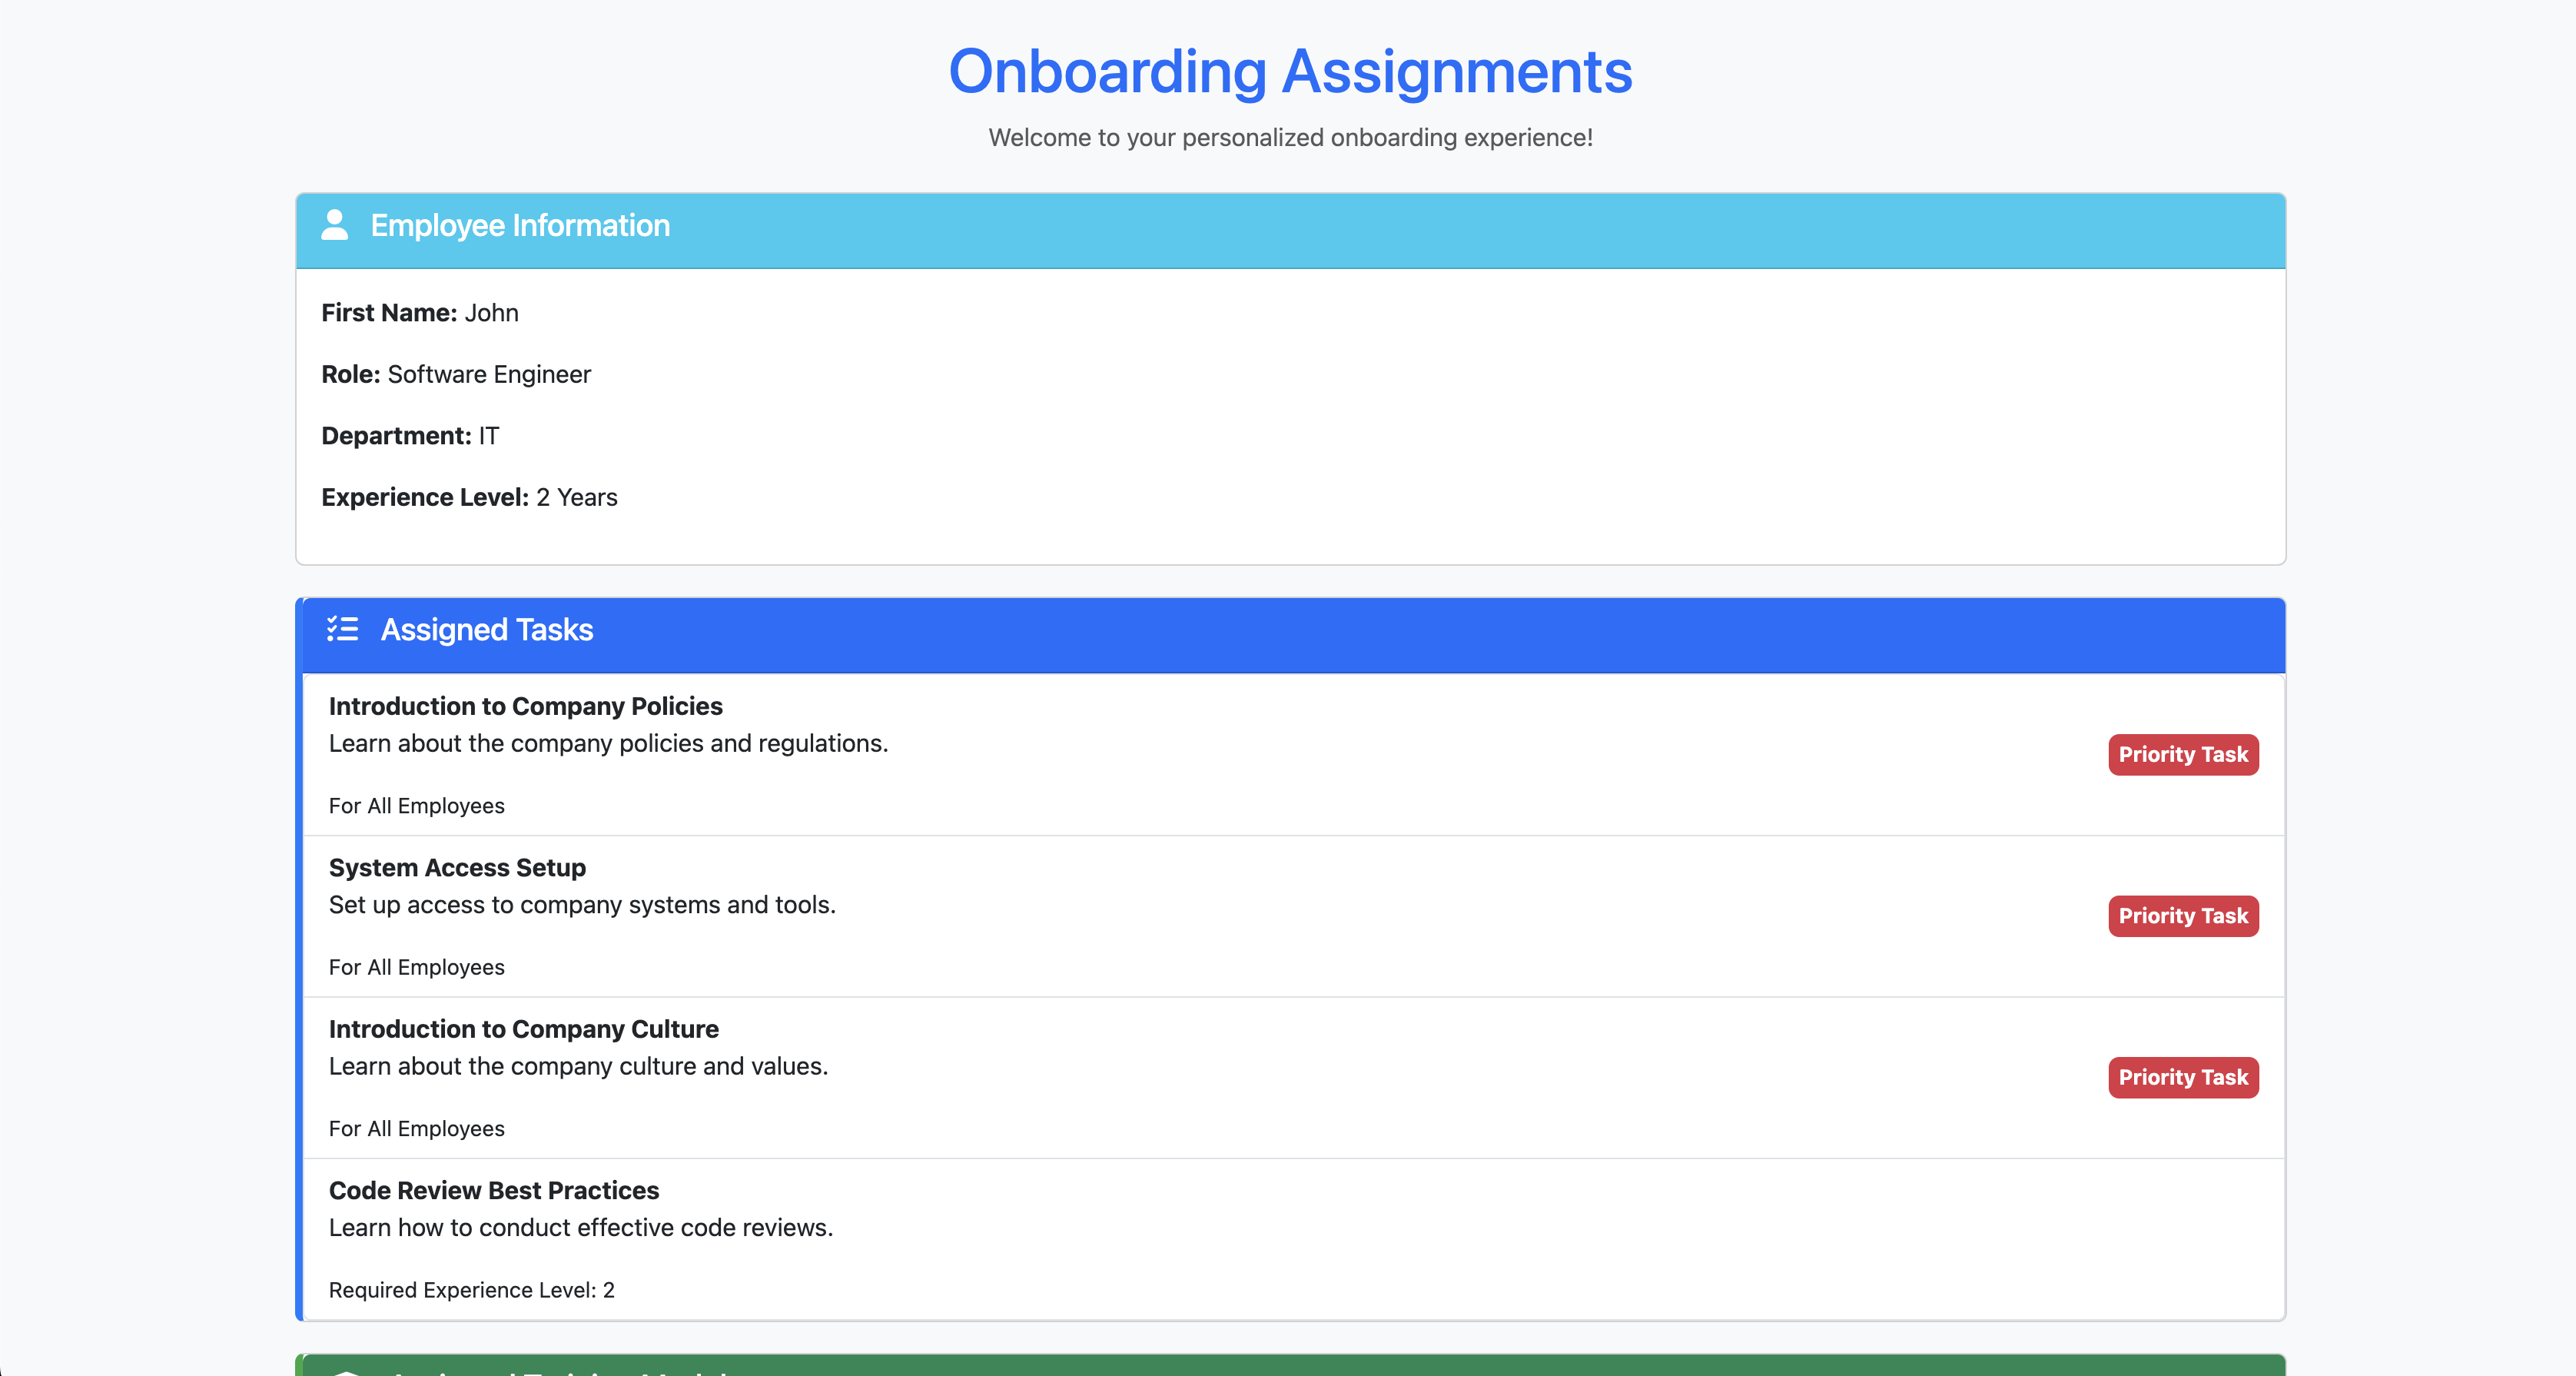 Onboarding Assignments
Welcome to your personalized onboarding experience!
Employee Information
First Name: John
Role: Software Engineer
Department: IT
Experience Level: 2 Years
Assigned Tasks
Introduction to Company Policies
Learn about the company policies and regulations.
Priority Task
For All Employees
System Access Setup
Set up access to company systems and tools.
Priority Task
For All Employees
Introduction to Company Culture
Learn about the company culture and values.
Priority Task
For All Employees
Code Review Best Practices
Learn how to conduct effective code reviews.
Required Experience Level: 2